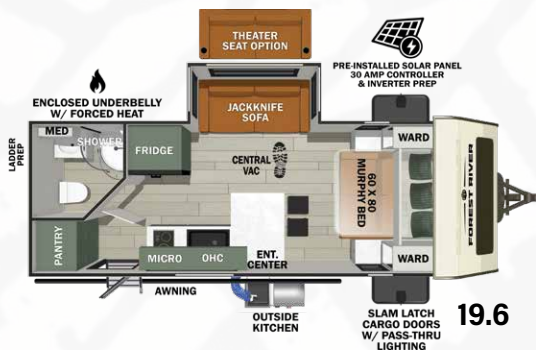 THEATER
SEAT OPTION
PRE-INSTALLED SOLAR PANEL
30 AMP CONTROLLER
& INVERTER PREP
ENCLOSED UNDERBELLY
W/ FORCED HEAT
JACKKNIFE
SOFA
LADDER
PREP
MED
SHOWER
FRIDGE
WARD
CENTRAL
VAC
60 X 80
MURPHY BED
FOREST RIVER
PANTRY
MICRO
OHC
ENT.
CENTER
WARD
AWNING
OUTSIDE
KITCHEN
SLAM LATCH
CARGO DOORS
W/ PASS-THRU
LIGHTING
19.6